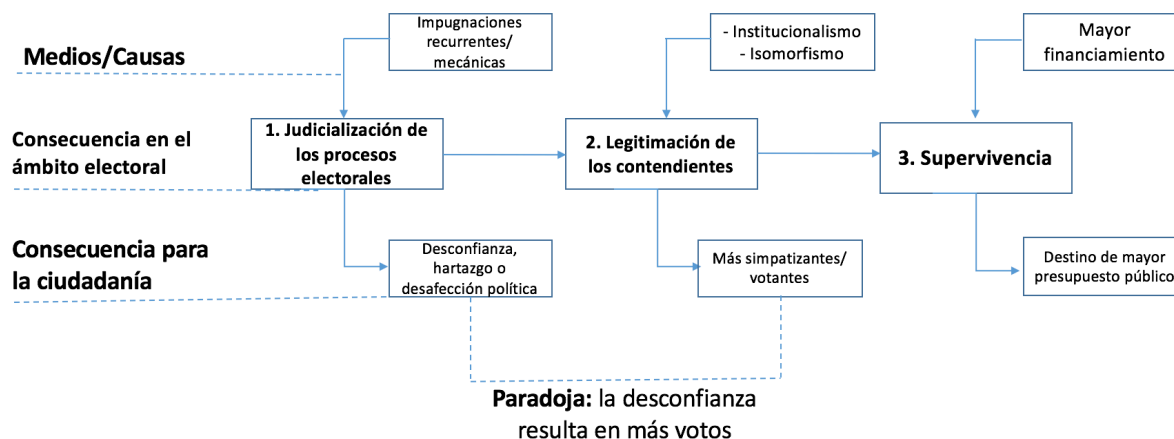 Medios/Causas
Impugnaciones
recurrentes/
mecánicas
- Institucionalismo
- Isomorfismo
Mayor
financiamiento
Consecuencia en el
ámbito electoral
1. Judicialización de
los procesos
electorales
2. Legitimación de
los contendientes
3. Supervivencia
Consecuencia para
la ciudadanía
Desconfianza,
hartazgo o
desafección política
Más simpatizantes/
votantes
Destino de mayor
presupuesto público
Paradoja: la desconfianza
resulta en más votos